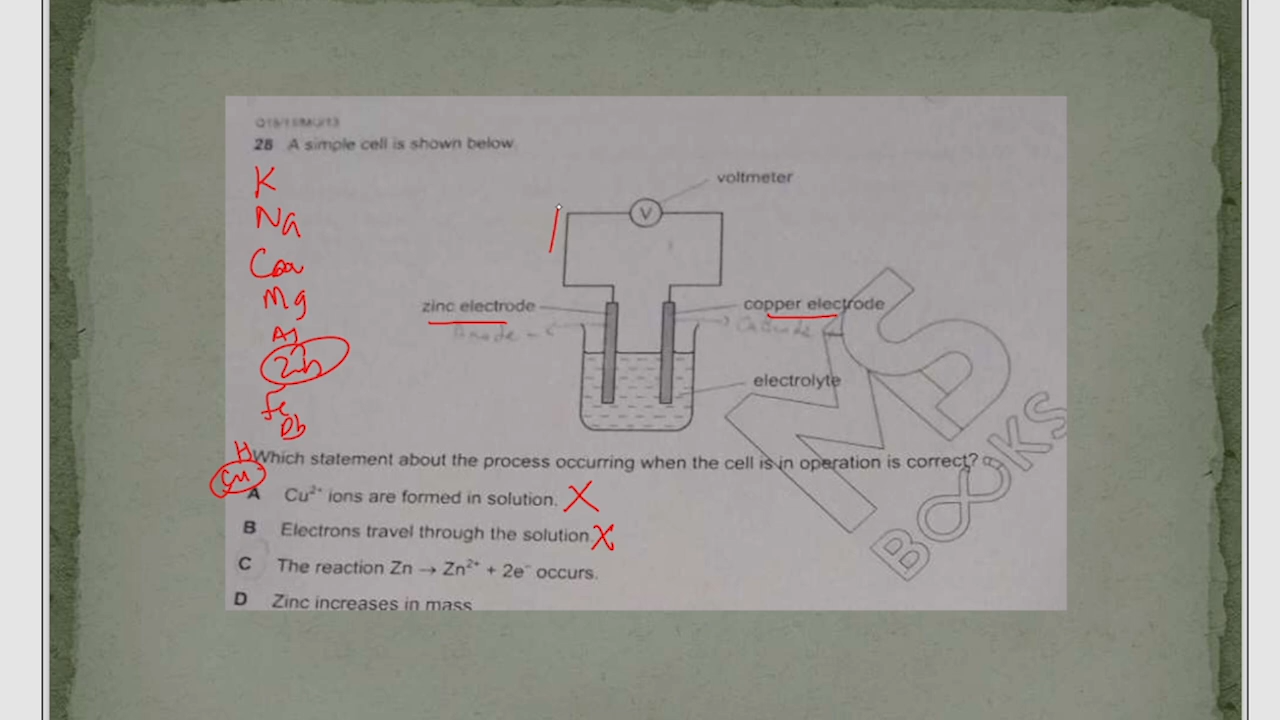 28 A simple cell is shown below.
K
Na
Ca
Mg
Al
Zn
Fe
Pb
H
Cu
voltmeter
V
zinc electrode
copper electrode
Cathode
electrolyte
MS
BOOKS
Which statement about the process occurring when the cell is in operation is correct?
A Cu²⁺ ions are formed in solution. X
B Electrons travel through the solution. X
C The reaction Zn → Zn²⁺ + 2e⁻ occurs.
D Zinc increases in mass